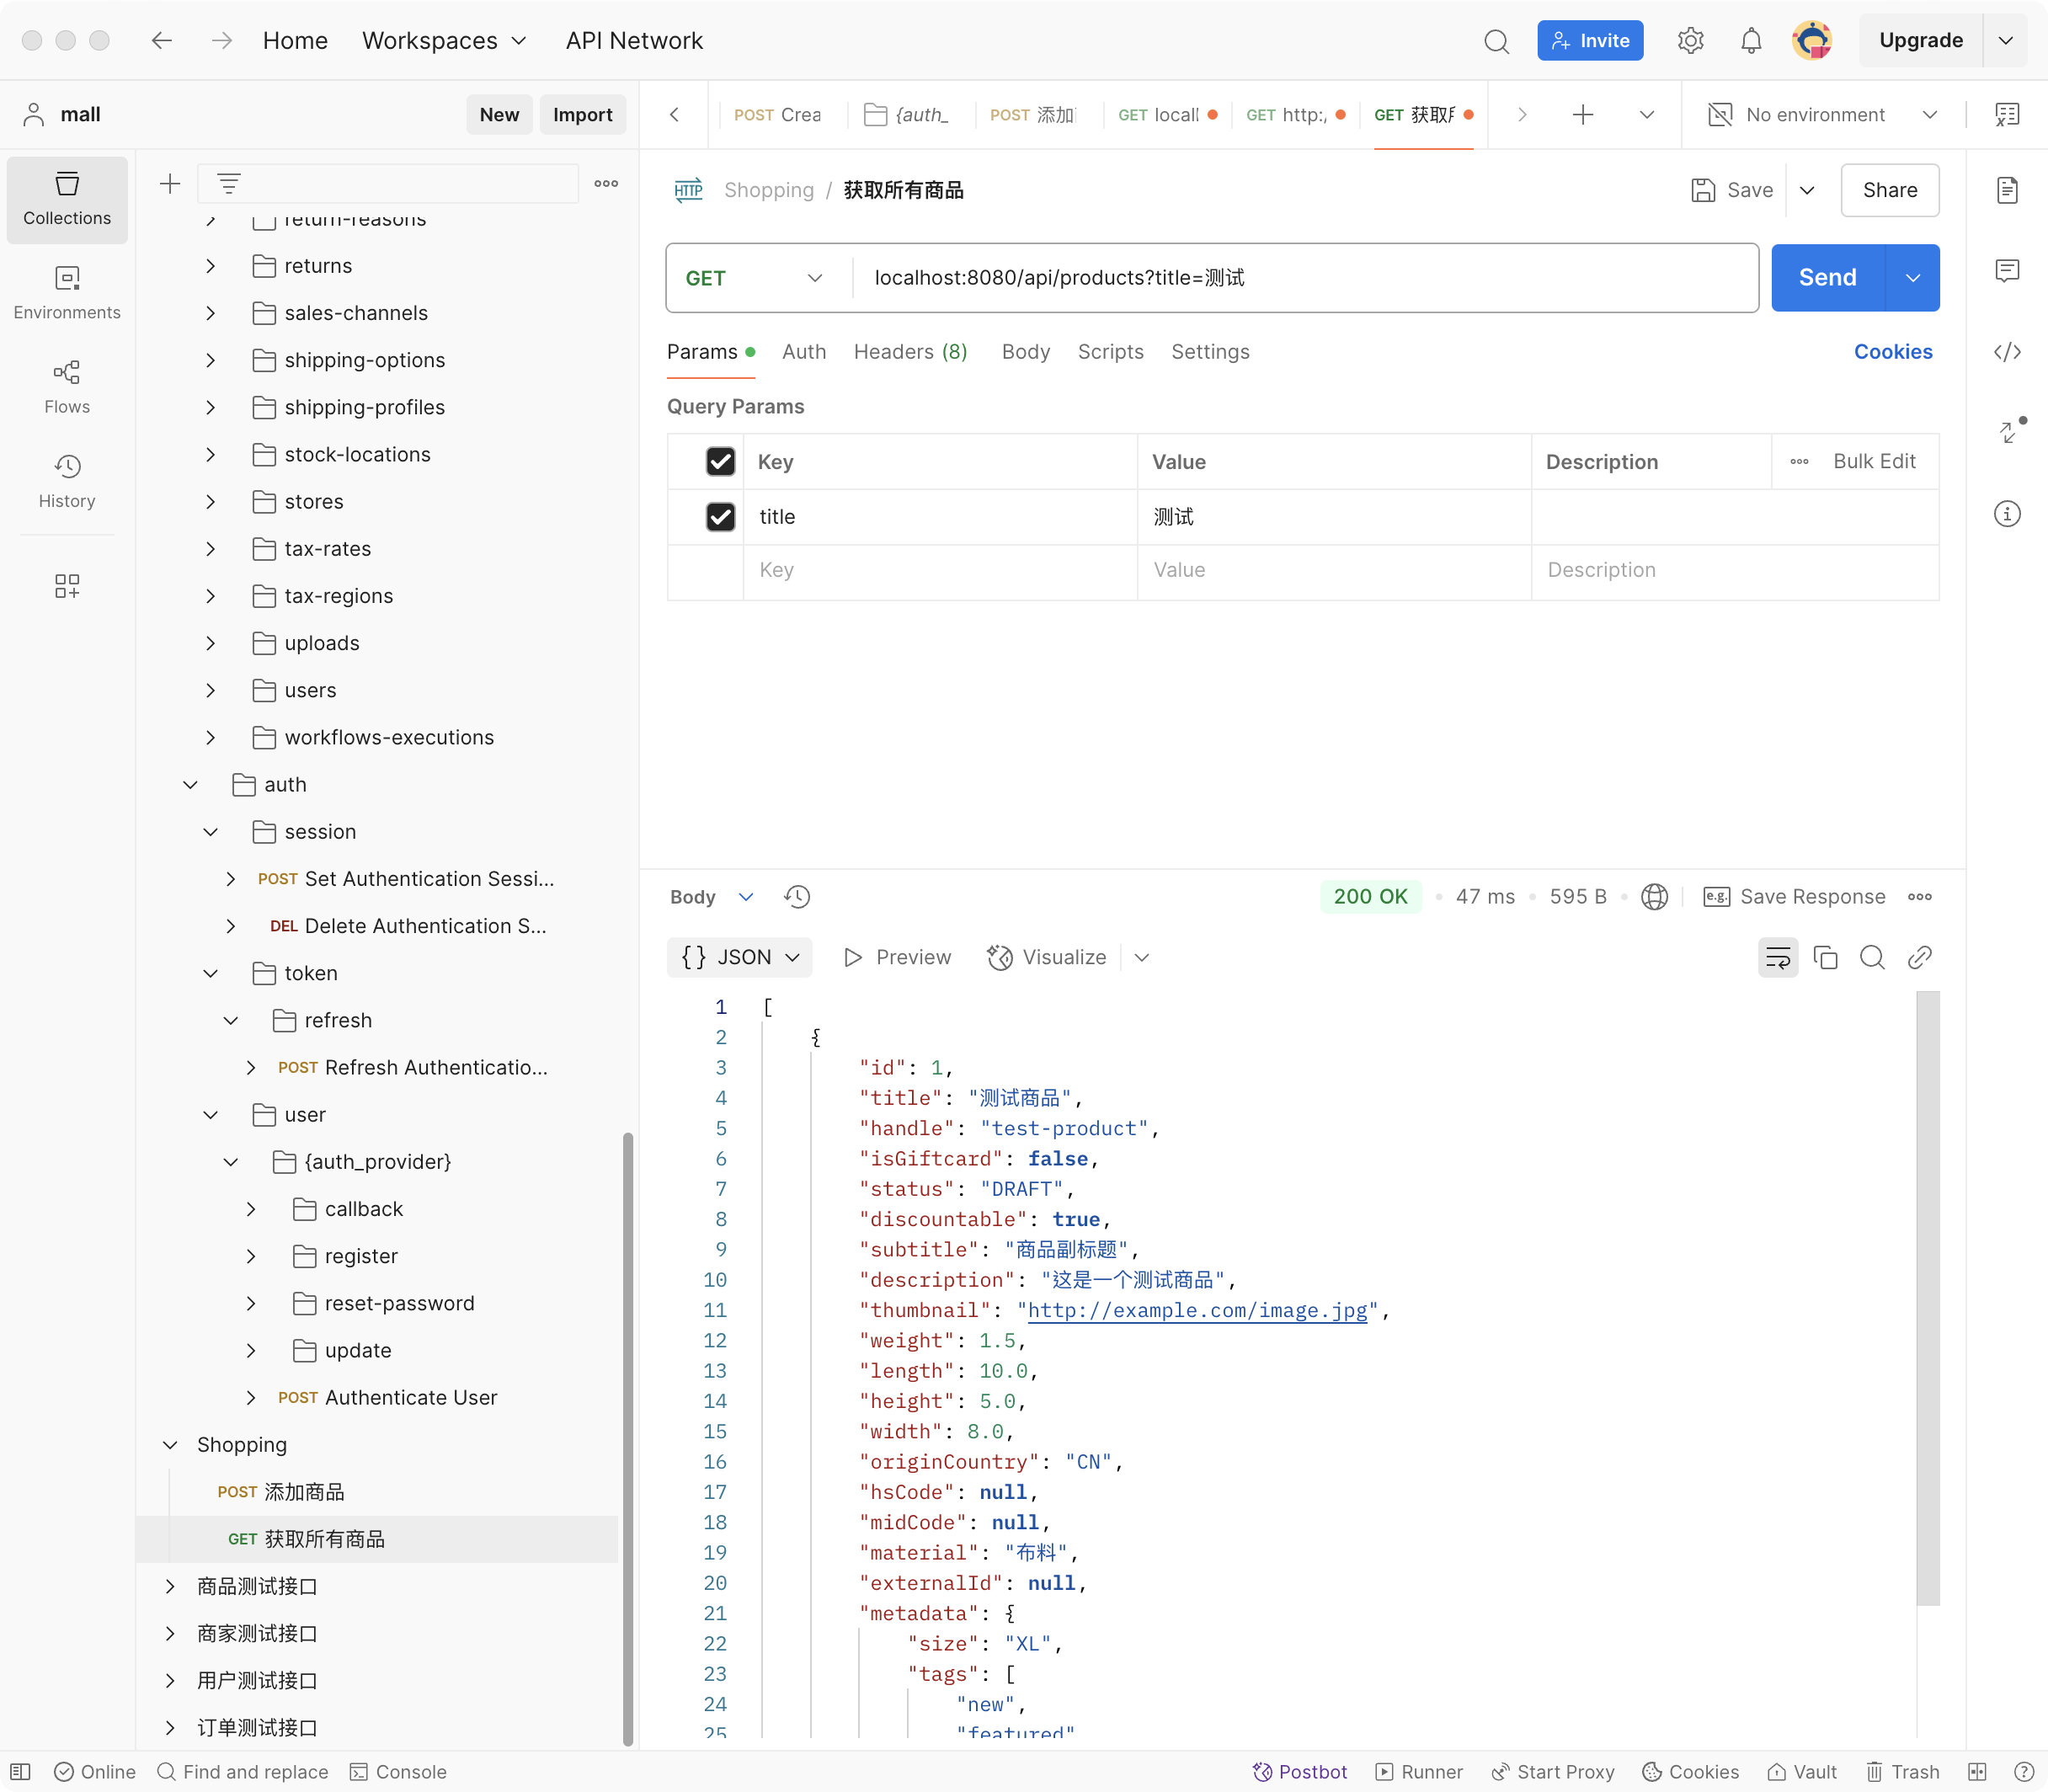 Home Workspaces API Network Invite Upgrade
mall New Import
POST Crea {auth_ POST 添加 GET locall GET http:/ GET 获取 No environment
Collections
Environments
Flows
History
return-reasons
returns
sales-channels
shipping-options
shipping-profiles
stock-locations
stores
tax-rates
tax-regions
uploads
users
workflows-executions
auth
session
POST Set Authentication Sessi...
DEL Delete Authentication S...
token
refresh
POST Refresh Authenticatio...
user
{auth_provider}
callback
register
reset-password
update
POST Authenticate User
Shopping
POST 添加商品
GET 获取所有商品
商品测试接口
商家测试接口
用户测试接口
订单测试接口
HTTP Shopping / 获取所有商品 Save Share
GET localhost:8080/api/products?title=测试 Send
Params Auth Headers (8) Body Scripts Settings Cookies
Query Params
Key Value Description Bulk Edit
title 测试
Key Value Description
Body 200 OK 47 ms 595 B e.g. Save Response
{} JSON Preview Visualize
1 [
2 {
3 "id": 1,
4 "title": "测试商品",
5 "handle": "test-product",
6 "isGiftcard": false,
7 "status": "DRAFT",
8 "discountable": true,
9 "subtitle": "商品副标题",
10 "description": "这是一个测试商品",
11 "thumbnail": "http://example.com/image.jpg",
12 "weight": 1.5,
13 "length": 10.0,
14 "height": 5.0,
15 "width": 8.0,
16 "originCountry": "CN",
17 "hsCode": null,
18 "midCode": null,
19 "material": "布料",
20 "externalId": null,
21 "metadata": {
22 "size": "XL",
23 "tags": [
24 "new",
25 "featured"
Online Find and replace Console Postbot Runner Start Proxy Cookies Vault Trash